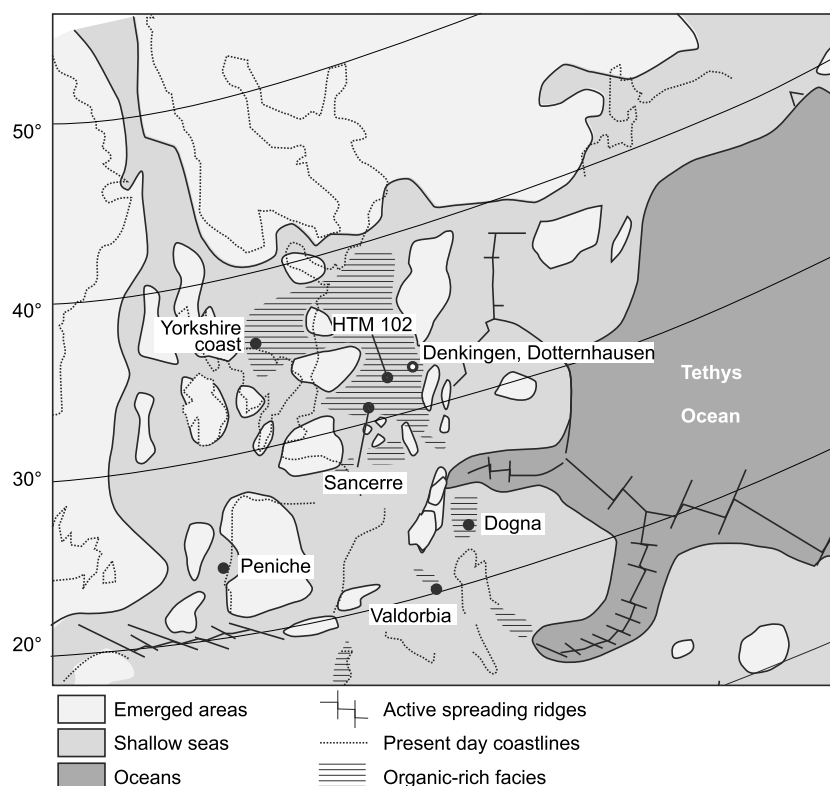 50°
40°
30°
20°
Yorkshire
coast
HTM 102
Denkingen, Dotternhausen
Tethys
Ocean
Sancerre
Dogna
Peniche
Valdorbia
Emerged areas
Shallow seas
Oceans
Active spreading ridges
Present day coastlines
Organic-rich facies